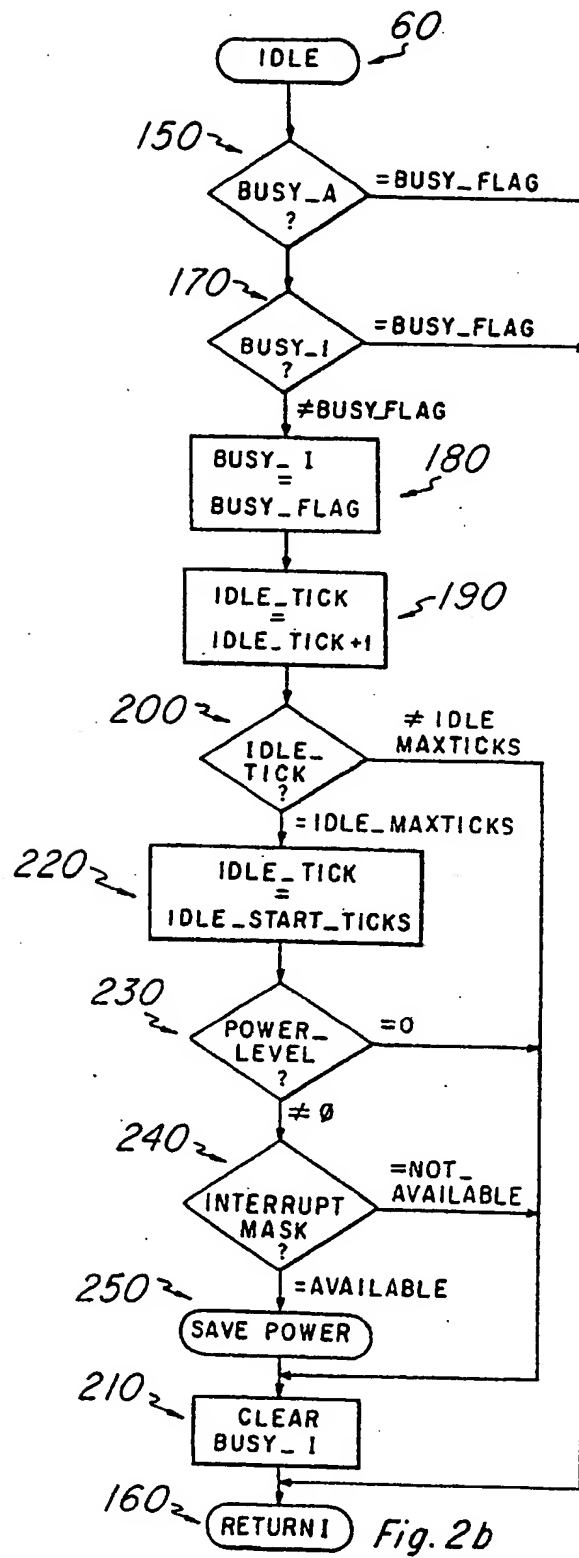 60
IDLE
150
BUSY_A
?
=BUSY_FLAG
170
BUSY_I
?
=BUSY_FLAG
≠BUSY_FLAG
BUSY_ I
=
BUSY_FLAG
180
IDLE_TICK
=
IDLE_TICK+1
190
200
IDLE_
TICK
?
≠ IDLE
MAXTICKS
=IDLE_MAXTICKS
220
IDLE_TICK
=
IDLE_START_TICKS
230
POWER_
LEVEL
?
=0
≠ Ø
240
INTERRUPT
MASK
?
=NOT_
AVAILABLE
=AVAILABLE
250
SAVE POWER
210
CLEAR
BUSY_ I
160
RETURN I
Fig. 2b